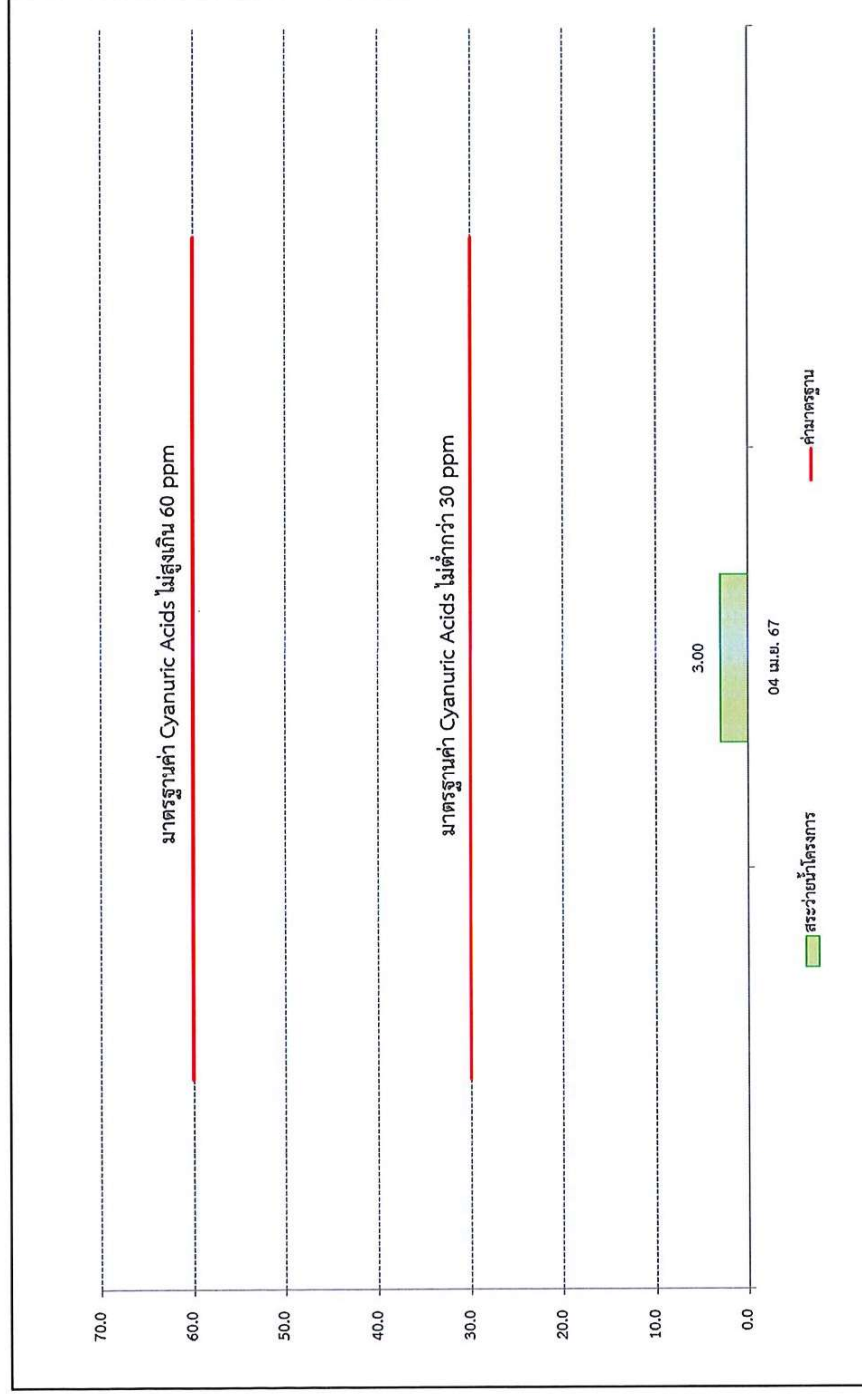 70.0
60.0
50.0
40.0
30.0
20.0
10.0
0.0
มาตรฐานค่า Cyanuric Acids ไม่สูงเกิน 60 ppm
มาตรฐานค่า Cyanuric Acids ไม่ต่ำกว่า 30 ppm
3.00
04 เม.ย. 67
สระว่ายน้ำโครงการ
ค่ามาตรฐาน